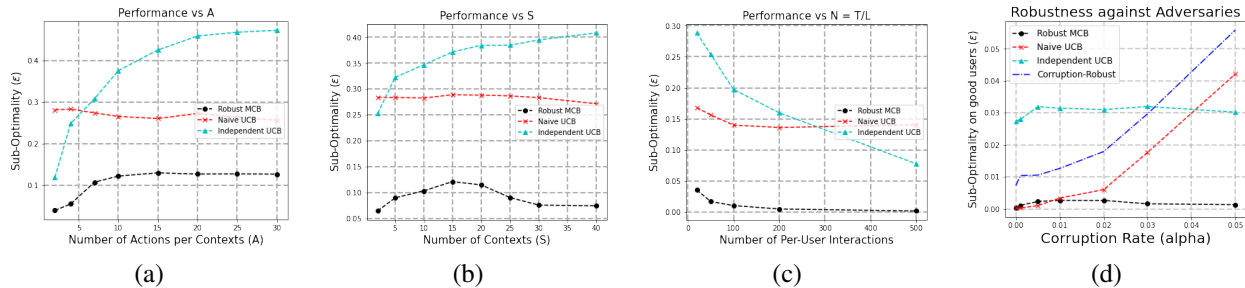 Performance vs A
Sub-Optimality (ε)
0.4
0.3
0.2
0.1
Robust MCB
Naive UCB
Independent UCB
5
10
15
20
25
30
Number of Actions per Contexts (A)
(a)
Performance vs S
Sub-Optimality (ε)
0.40
0.35
0.30
0.25
0.20
0.15
0.10
0.05
Robust MCB
Naive UCB
Independent UCB
5
10
15
20
25
30
35
40
Number of Contexts (S)
(b)
Performance vs N = T/L
Sub-Optimality (ε)
0.30
0.25
0.20
0.15
0.10
0.05
0.00
Robust MCB
Naive UCB
Independent UCB
100
200
300
400
500
Number of Per-User Interactions
(c)
Robustness against Adversaries
Sub-Optimality on good users (ε)
0.05
0.04
0.03
0.02
0.01
0.00
Robust MCB
Naive UCB
Independent UCB
Corruption-Robust
0.00
0.01
0.02
0.03
0.04
0.05
Corruption Rate (alpha)
(d)